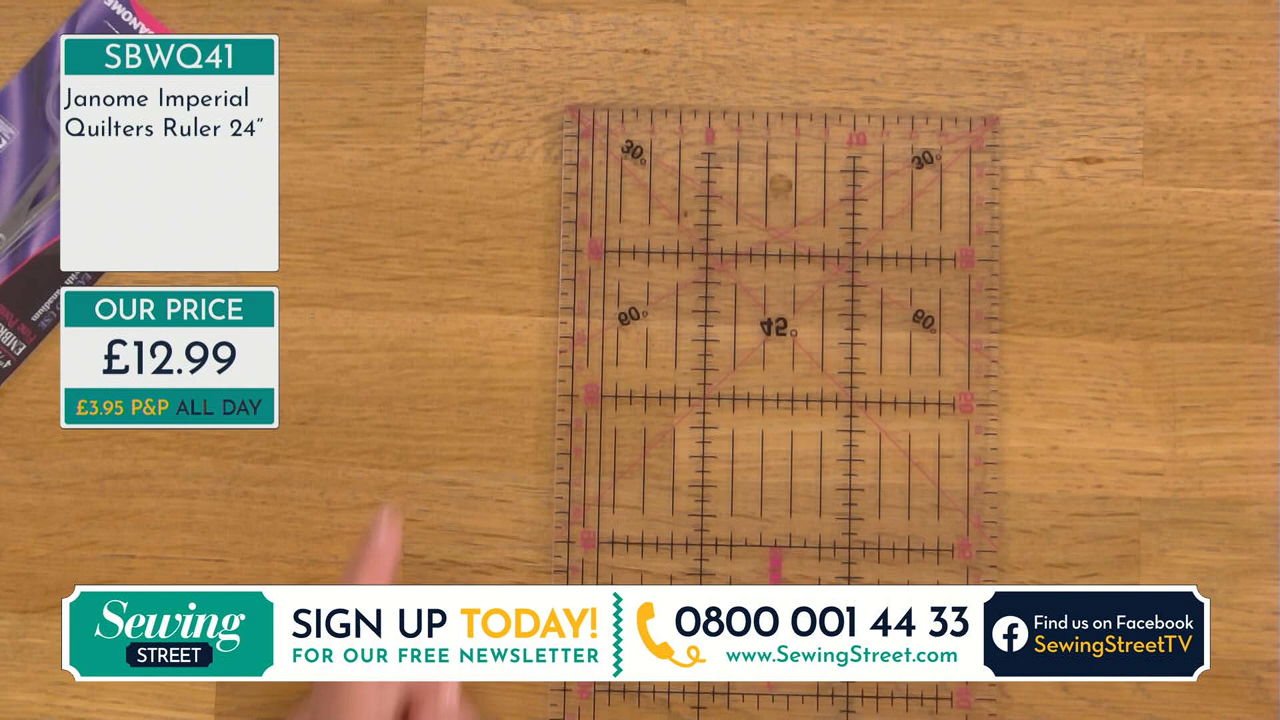 SBWQ41
Janome Imperial
Quilters Ruler 24”
OUR PRICE
£12.99
£3.95 P&P ALL DAY
30°
30°
60°
45°
60°
Sewing
STREET
SIGN UP TODAY!
FOR OUR FREE NEWSLETTER
0800 001 44 33
www.SewingStreet.com
Find us on Facebook
SewingStreetTV